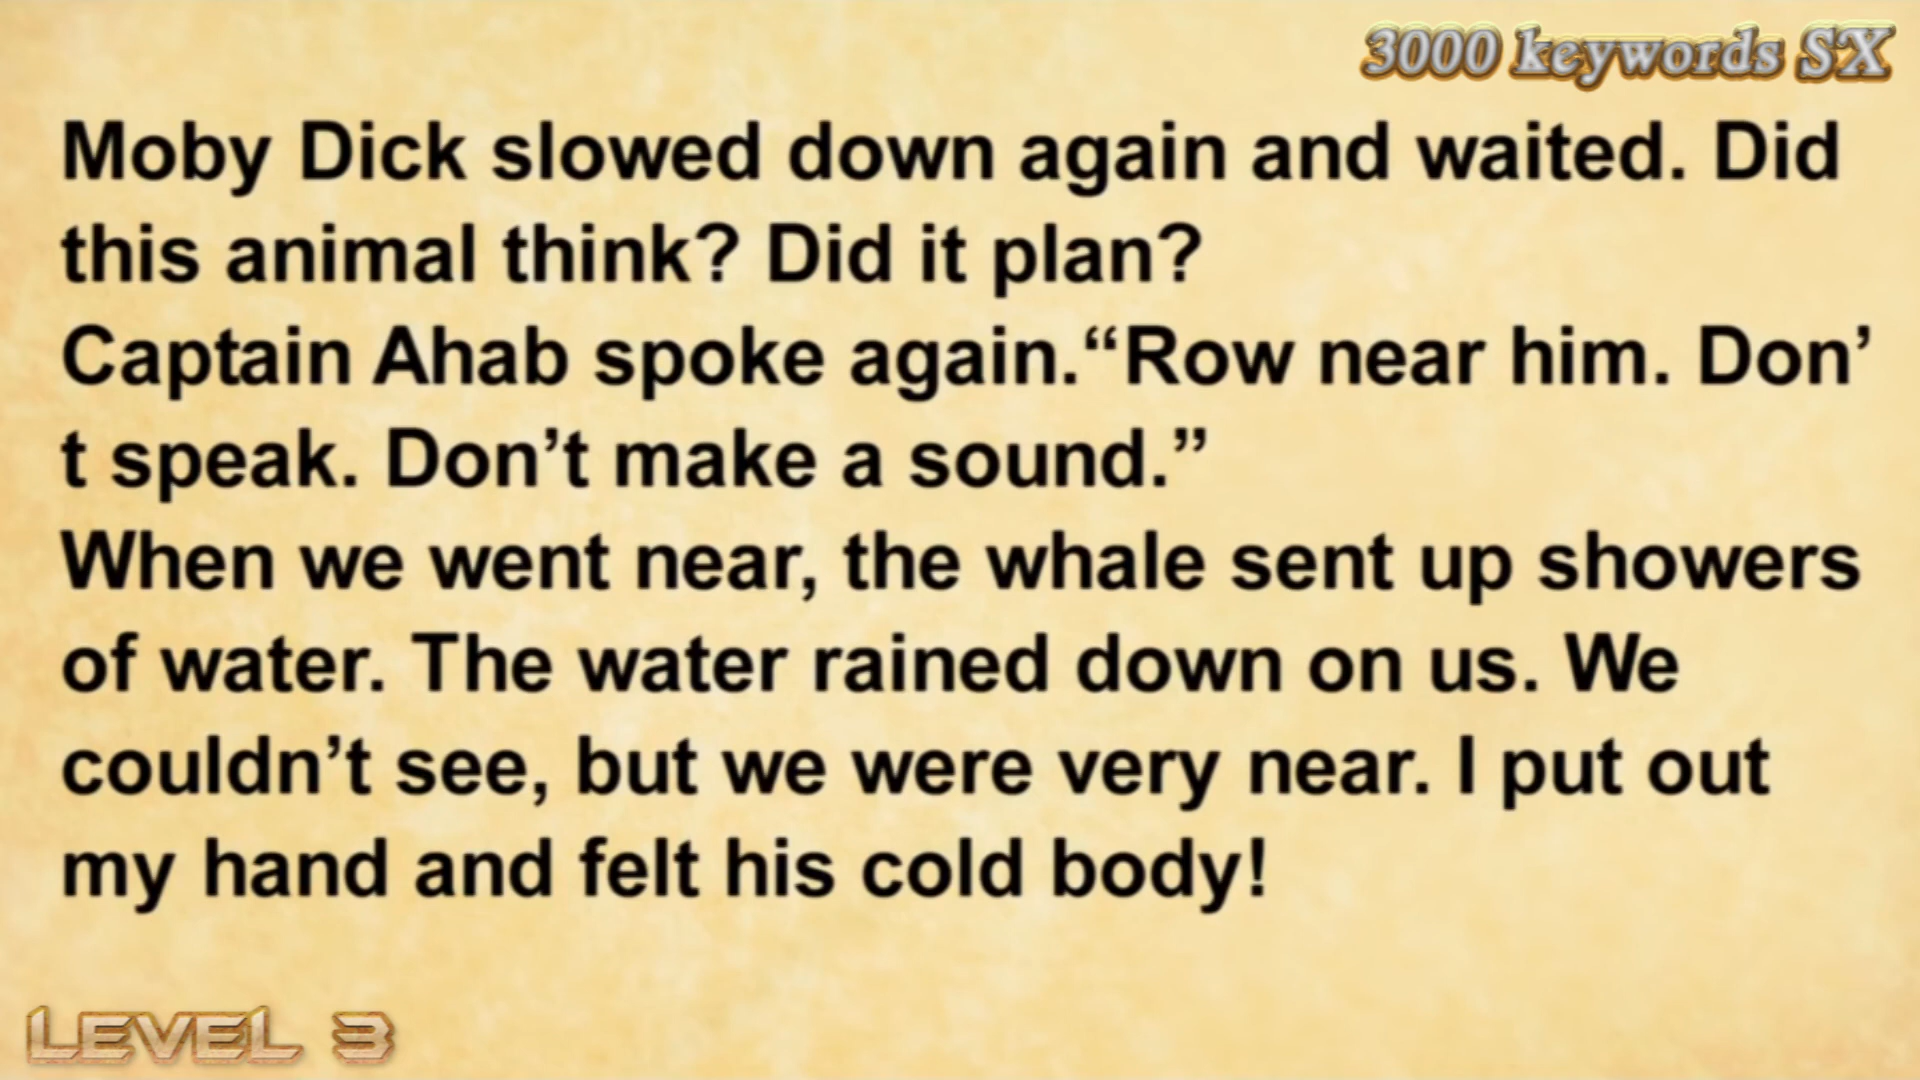 3000 keywords SX
Moby Dick slowed down again and waited. Did
this animal think? Did it plan?
Captain Ahab spoke again.“Row near him. Don’
t speak. Don’t make a sound.”
When we went near, the whale sent up showers
of water. The water rained down on us. We
couldn’t see, but we were very near. I put out
my hand and felt his cold body!
LEVEL 3